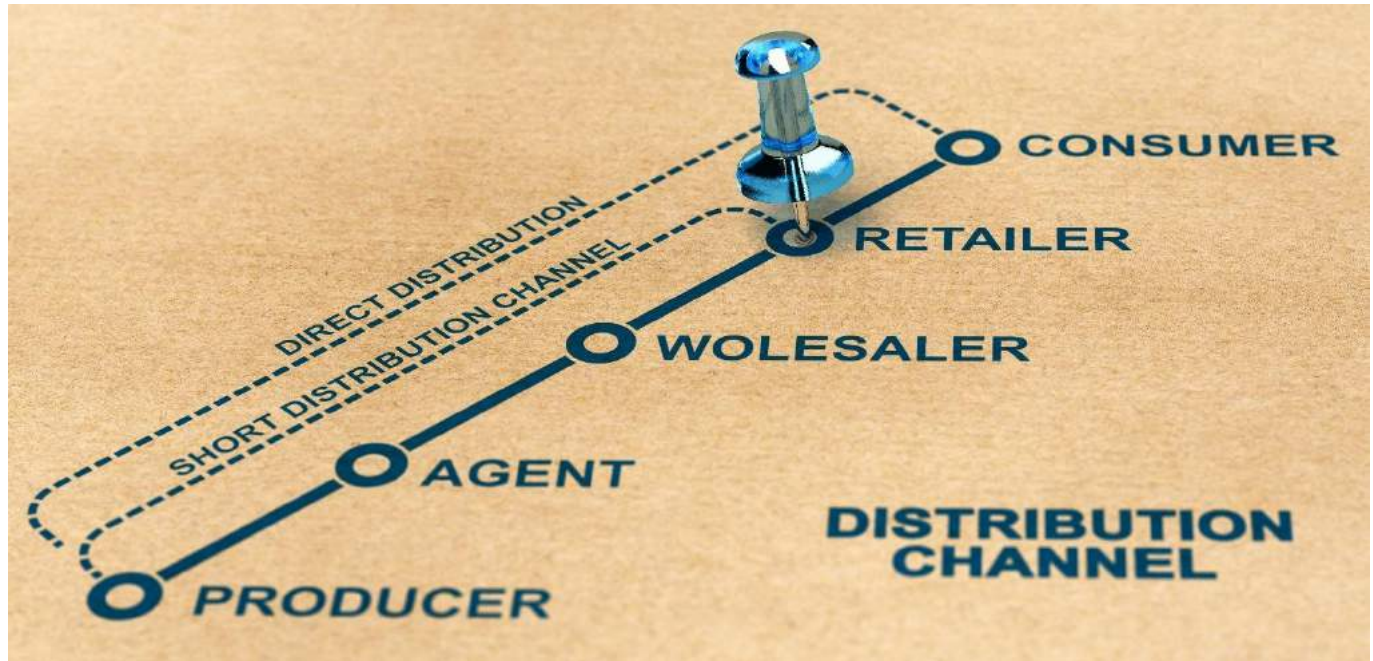 CONSUMER
RETAILER
DIRECT DISTRIBUTION
SHORT DISTRIBUTION CHANNEL
WOLESALER
AGENT
PRODUCER
DISTRIBUTION
CHANNEL